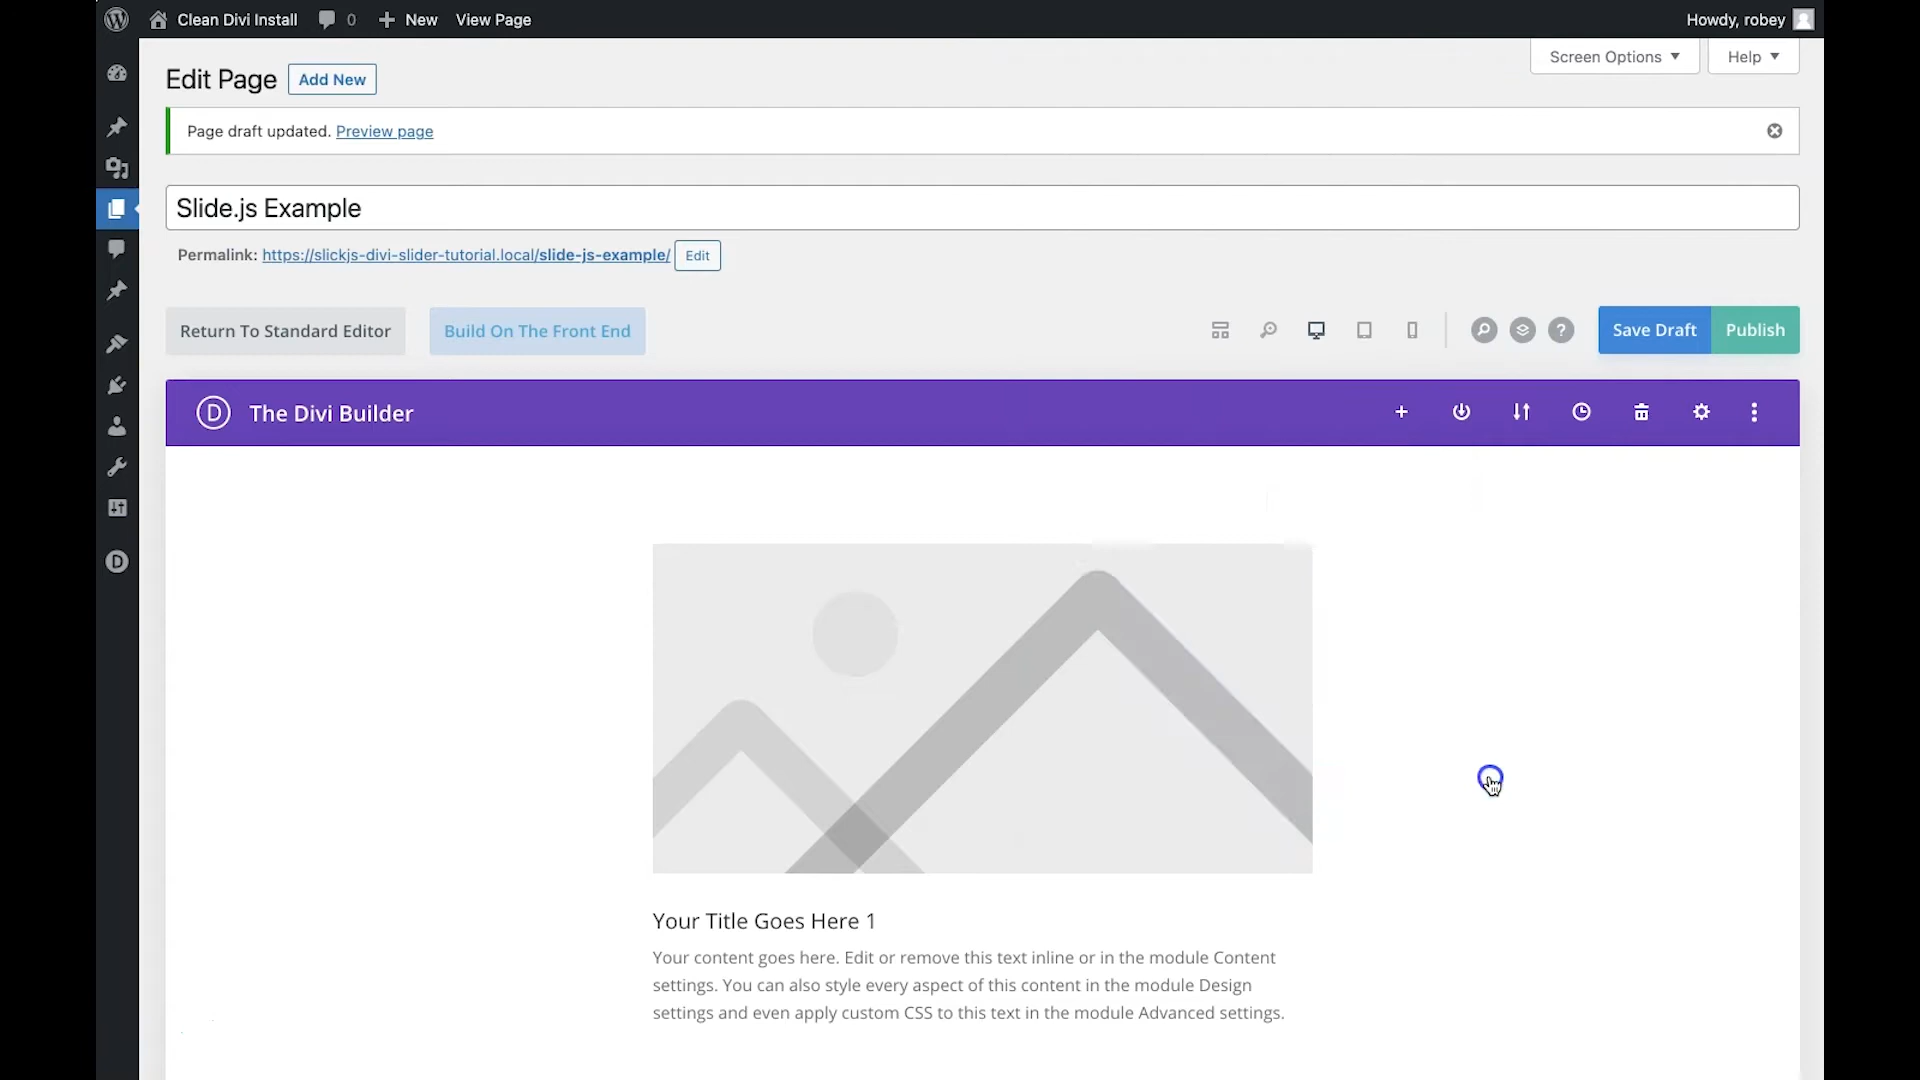 Clean Divi Install 0 New View Page Howdy, robey
Screen Options Help
Edit Page Add New
Page draft updated. Preview page
Slide.js Example
Permalink: https://slickjs-divi-slider-tutorial.local/slide-js-example/ Edit
Return To Standard Editor Build On The Front End ? Save Draft Publish
D The Divi Builder
D
Your Title Goes Here 1
Your content goes here. Edit or remove this text inline or in the module Content
settings. You can also style every aspect of this content in the module Design
settings and even apply custom CSS to this text in the module Advanced settings.